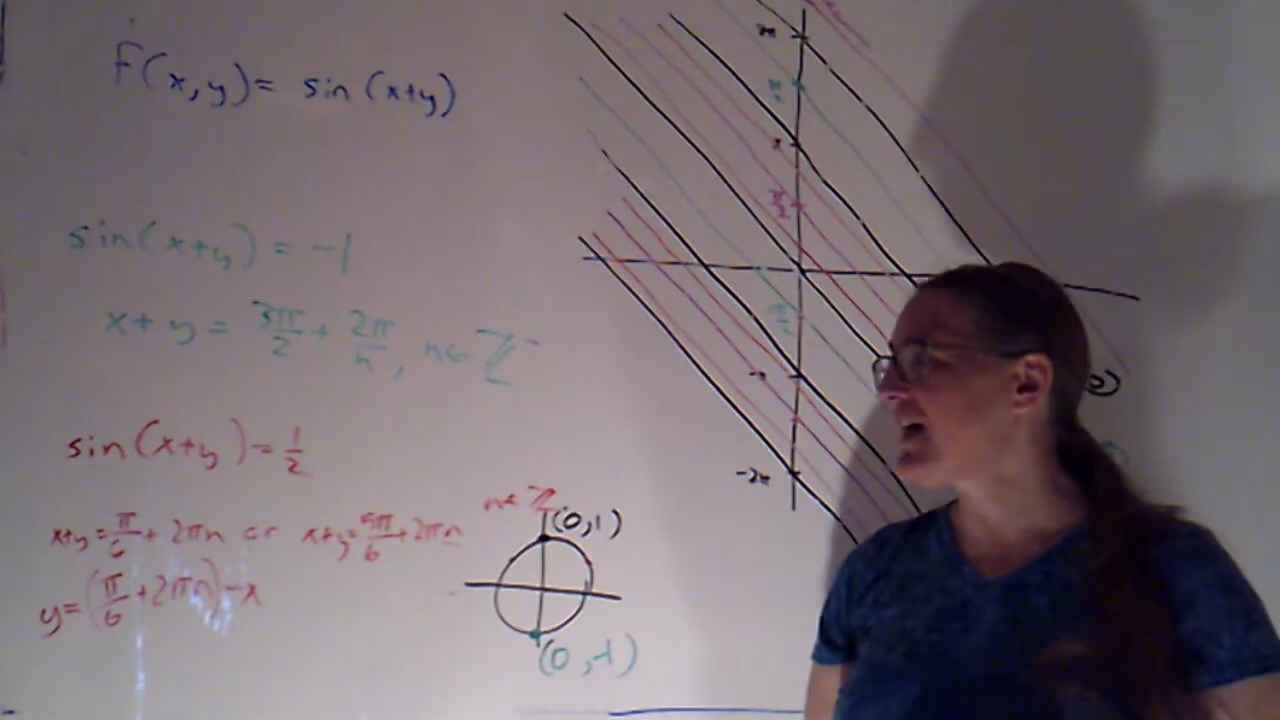 F(x,y) = sin (x+y)
sin(x+y) = -1
x+y = 3π/2 + 2π/n, n∈ℤ
sin(x+y) = 1/2
x+y = π/6 + 2πn or x+y = 5π/6 + 2πn
n∈ℤ
y = (π/6 + 2πn) - x
(0,1)
(0,-1)
2π
π
π/2
-π
-2π